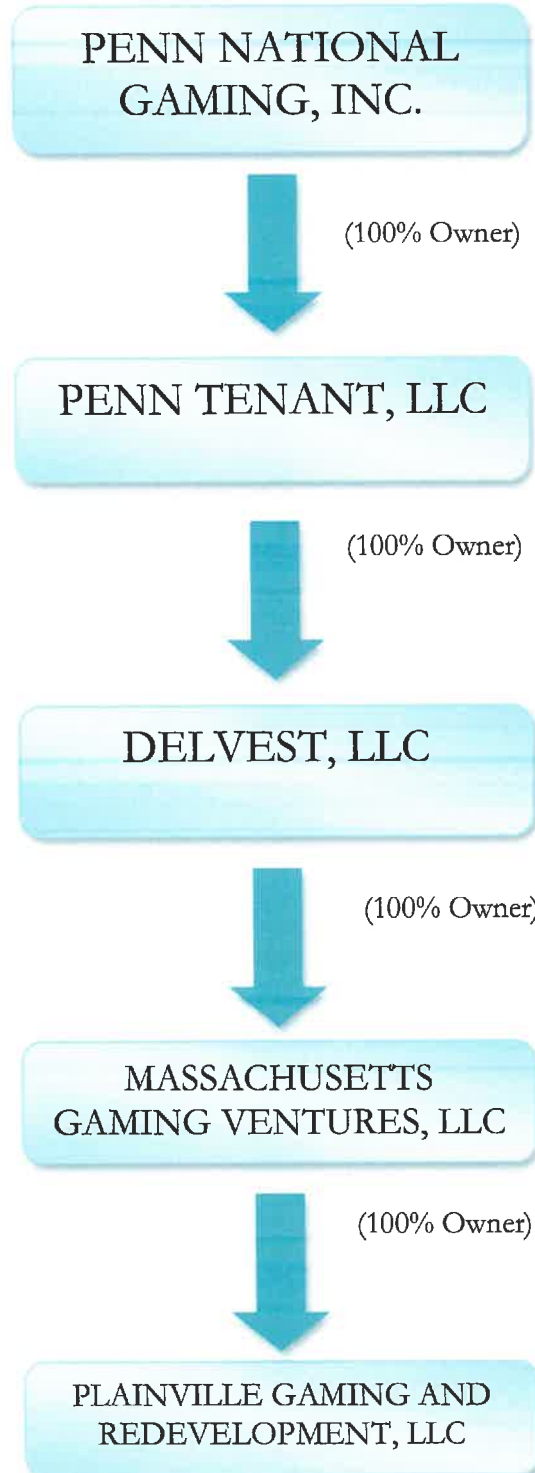 PENN NATIONAL
GAMING, INC.
(100% Owner)
PENN TENANT, LLC
(100% Owner)
DELVEST, LLC
(100% Owner)
MASSACHUSETTS
GAMING VENTURES, LLC
(100% Owner)
PLAINVILLE GAMING AND
REDEVELOPMENT, LLC